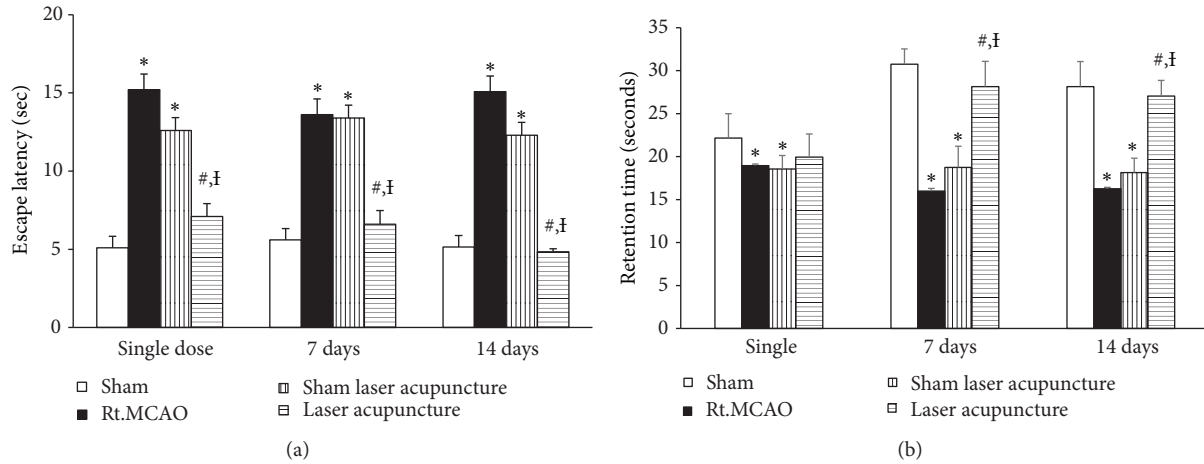 20
15
10
5
0
Escape latency (sec)
* * #,Ɨ
* * #,Ɨ
* * #,Ɨ
Single dose 7 days 14 days
Sham Sham laser acupuncture
Rt.MCAO Laser acupuncture
(a)
35
30
25
20
15
10
5
0
Retention time (seconds)
* *
* * #,Ɨ
* * #,Ɨ
Single 7 days 14 days
Sham Sham laser acupuncture
Rt.MCAO Laser acupuncture
(b)